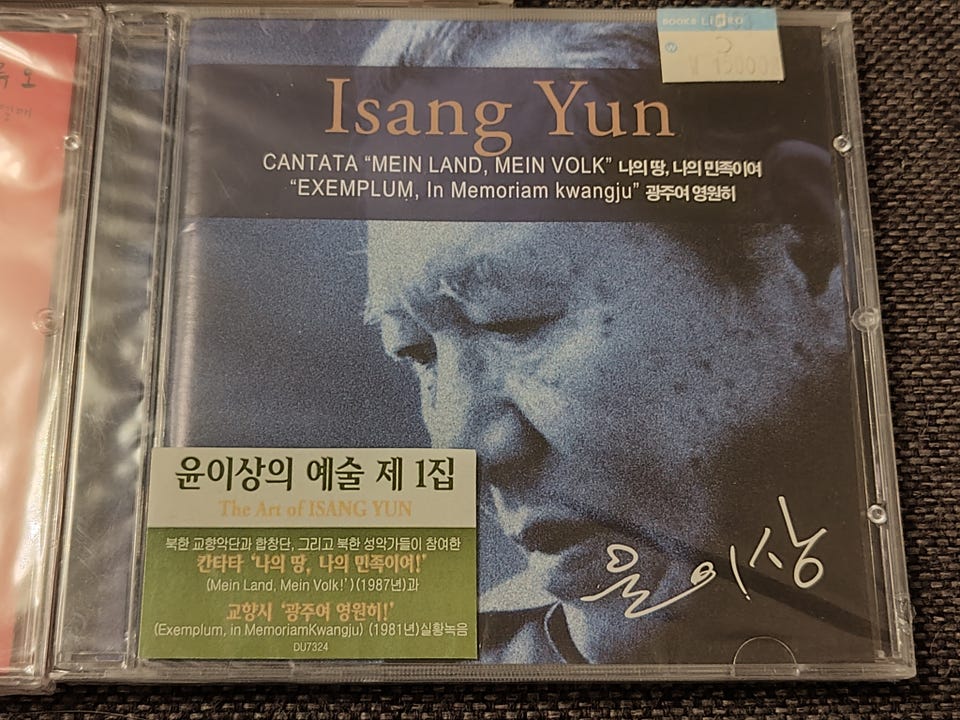 BOOKS LIBRO
Isang Yun
CANTATA “MEIN LAND, MEIN VOLK” 나의 땅, 나의 민족이여
“EXEMPLUM, In Memoriam kwangju” 광주여 영원히
윤이상의 예술 제 1집
The Art of ISANG YUN
북한 교향악단과 합창단, 그리고 북한 성악가들이 참여한
칸타타 ‘나의 땅, 나의 민족이어!’
(Mein Land, Mein Volk!’)(1987년)과
교향시 ‘광주여 영원히!’
(Exemplum, in MemoriamKwangju) (1981년)실황녹음
DU7324
윤이상